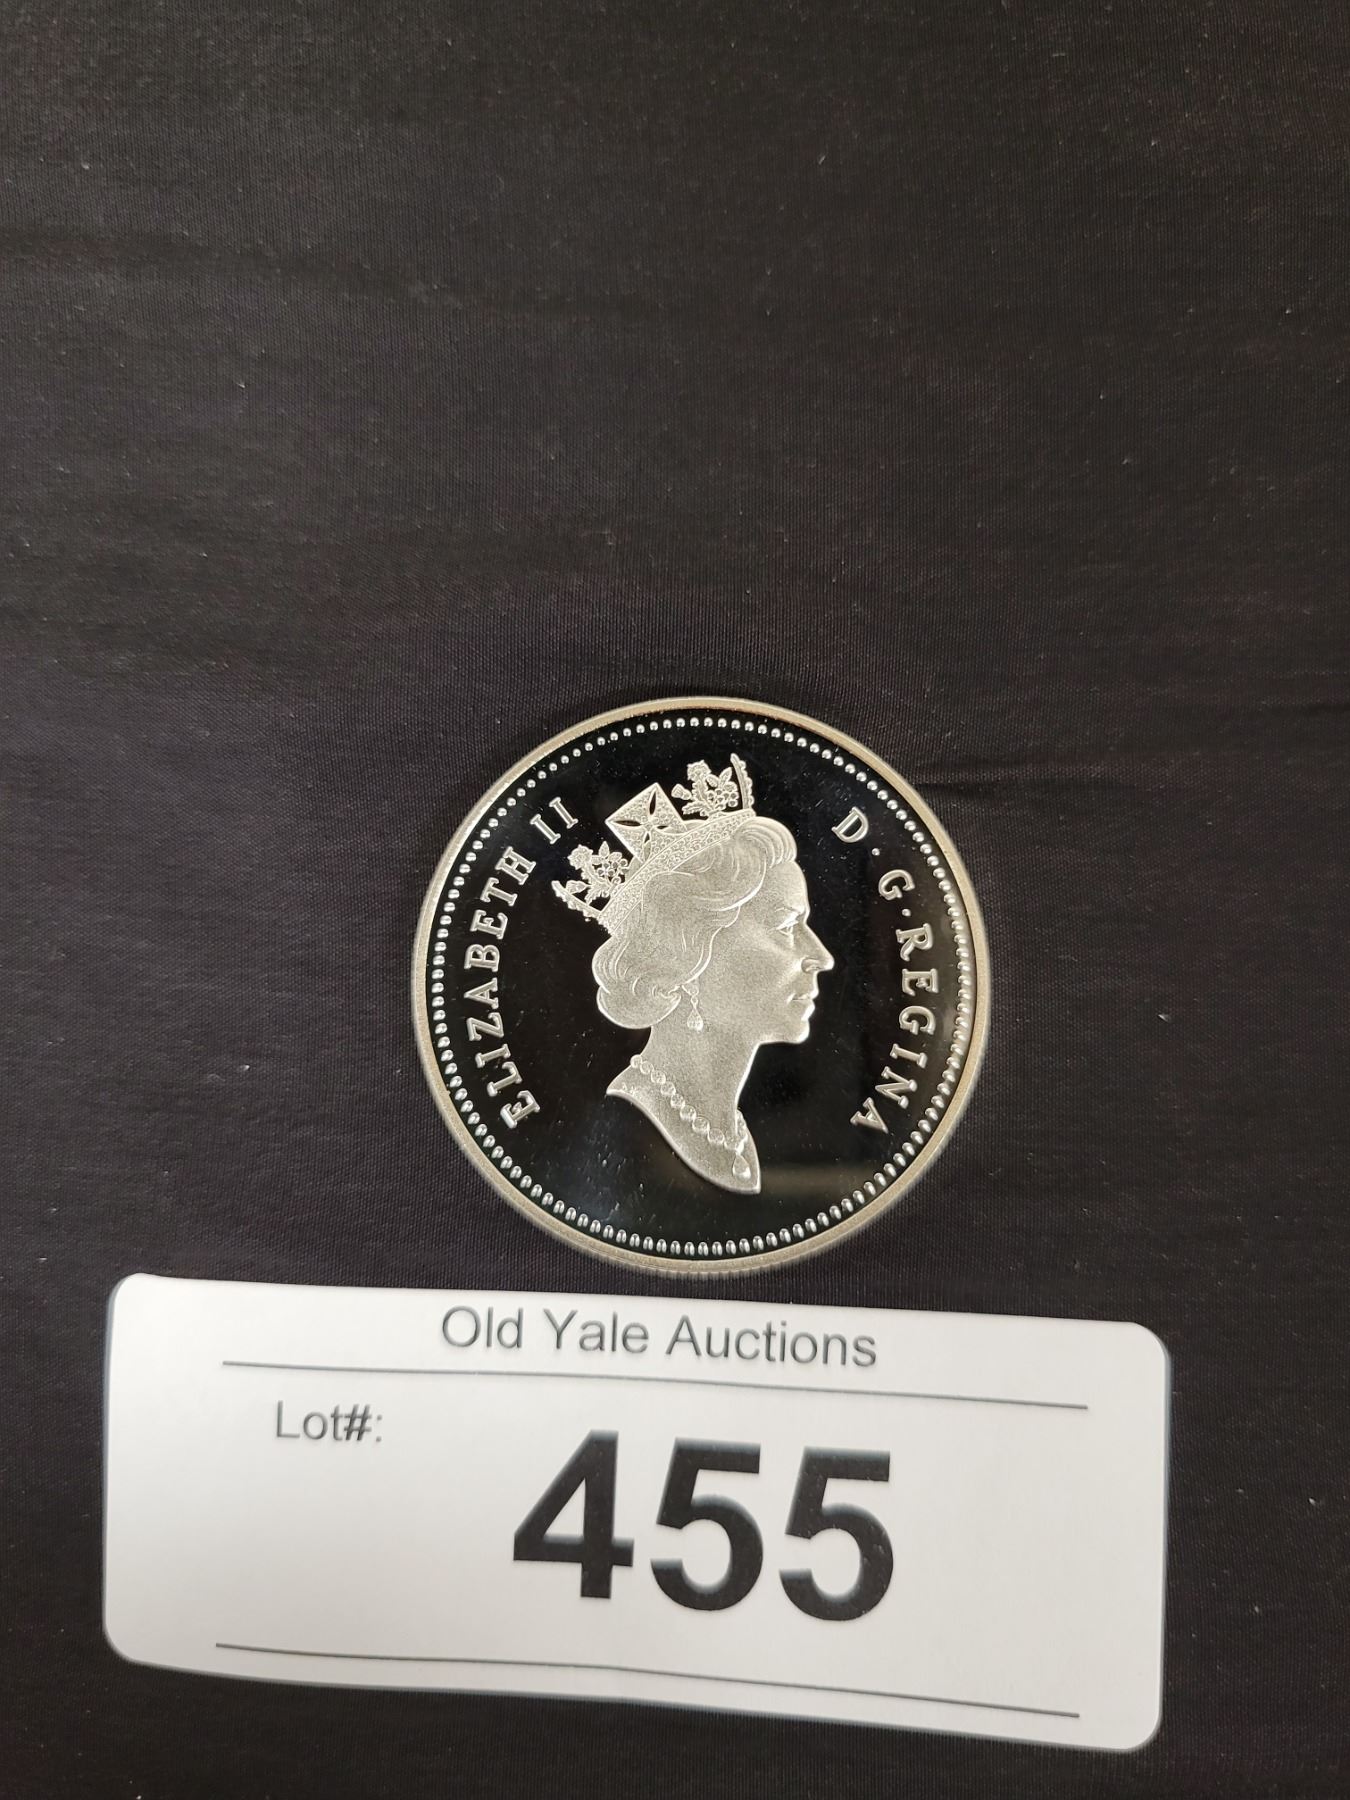 ELIZABETH II D·G·REGINA
Old Yale Auctions
Lot#:
455